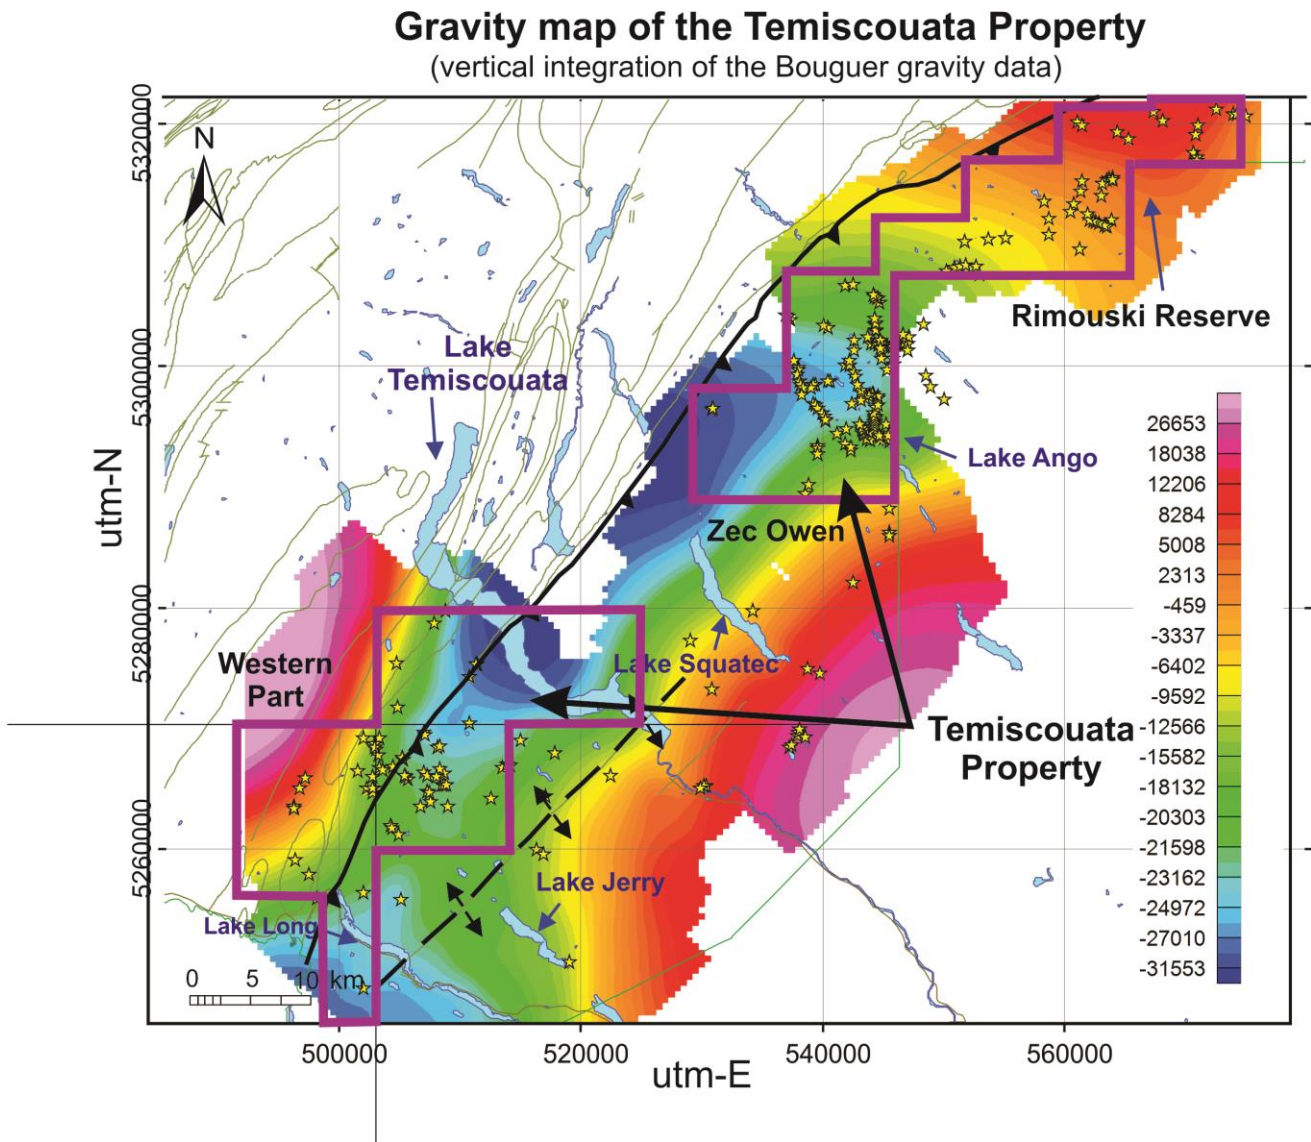 Gravity map of the Temiscouata Property
(vertical integration of the Bouguer gravity data)
N
5320000
5300000
5280000
5260000
utm-N
Lake
Temiscouata
Rimouski Reserve
Lake Ango
Zec Owen
Lake Squatec
Western
Part
Temiscouata
Property
Lake Jerry
Lake Long
0 5 10 km
26653
18038
12206
8284
5008
2313
-459
-3337
-6402
-9592
-12566
-15582
-18132
-20303
-21598
-23162
-24972
-27010
-31553
500000 520000 540000 560000
utm-E